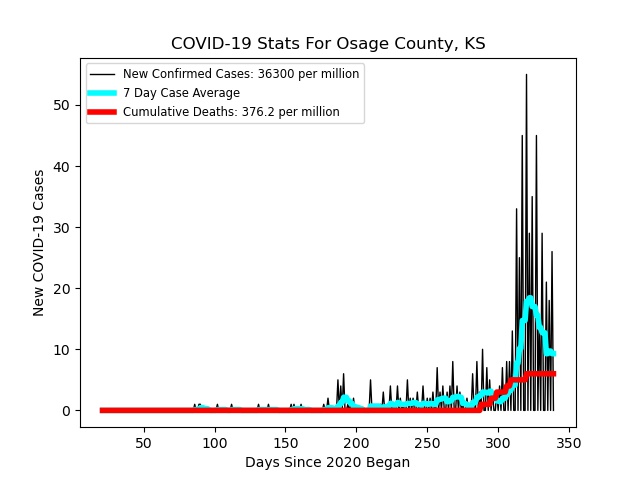 COVID-19 Stats For Osage County, KS
New Confirmed Cases: 36300 per million
7 Day Case Average
Cumulative Deaths: 376.2 per million
New COVID-19 Cases
50
40
30
20
10
0
50 100 150 200 250 300 350
Days Since 2020 Began